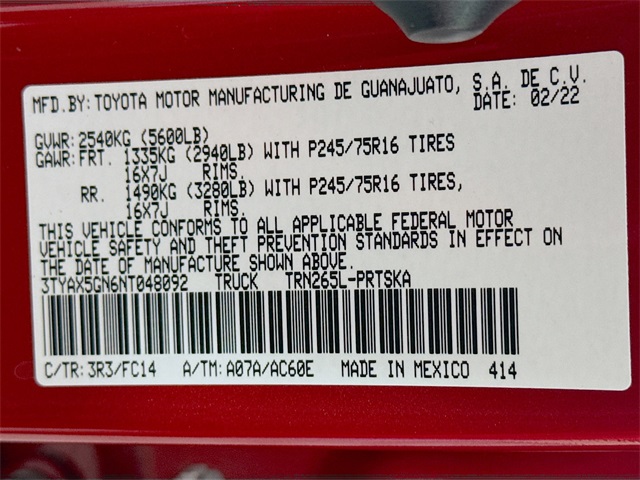 MFD.BY: TOYOTA MOTOR MANUFACTURING DE GUANAJUATO, S.A. DE C.V.
DATE: 02/22
GVWR: 2540KG (5600LB)
GAWR: FRT. 1335KG (2940LB) WITH P245/75R16 TIRES
16X7J RIMS.
RR. 1490KG (3280LB) WITH P245/75R16 TIRES,
16X7J RIMS.
THIS VEHICLE CONFORMS TO ALL APPLICABLE FEDERAL MOTOR
VEHICLE SAFETY AND THEFT PREVENTION STANDARDS IN EFFECT ON
THE DATE OF MANUFACTURE SHOWN ABOVE.
3TYAX5GN6NT048092 TRUCK TRN265L-PRTSKA
C/TR: 3R3/FC14 A/TM: A07A/AC60E MADE IN MEXICO 414